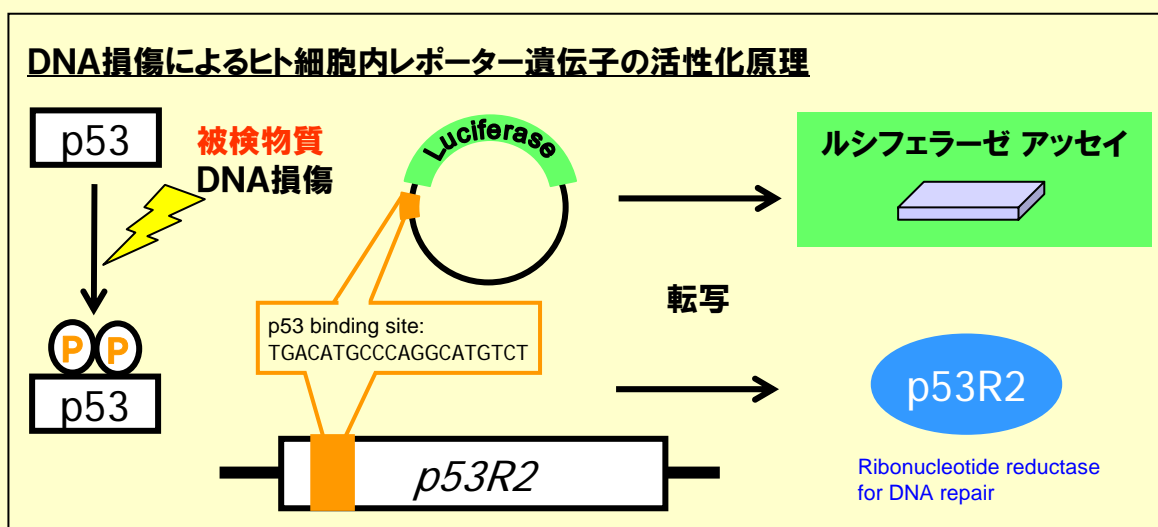 DNA損傷によるヒト細胞内レポーター遺伝子の活性化原理
p53
被検物質
DNA損傷
Luciferase
ルシフェラーゼ アッセイ
転写
p53 binding site:
TGACATGCCCAGGCATGTCT
P P
p53
p53R2
p53R2
Ribonucleotide reductase
for DNA repair